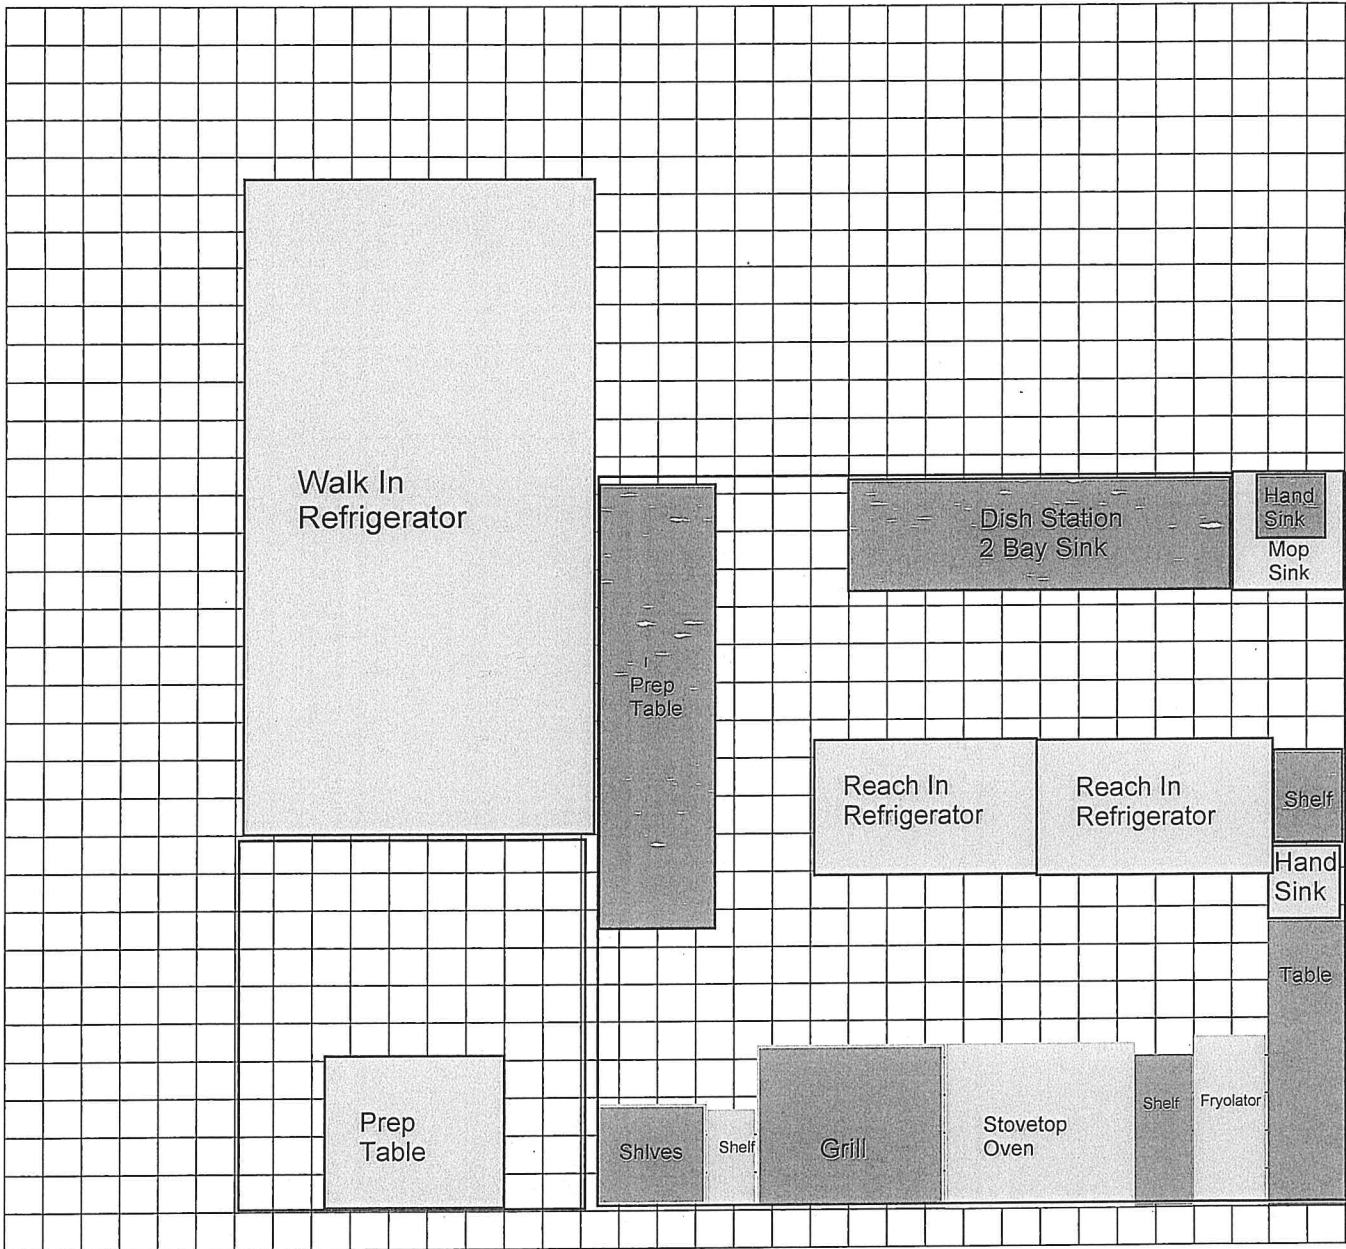 Walk In
Refrigerator
Prep
Table
Dish Station
2 Bay Sink
Hand
Sink
Mop
Sink
Reach In
Refrigerator
Reach In
Refrigerator
Shelf
Hand
Sink
Table
Prep
Table
Shlves
Shelf
Grill
Stovetop
Oven
Shelf
Fryolator